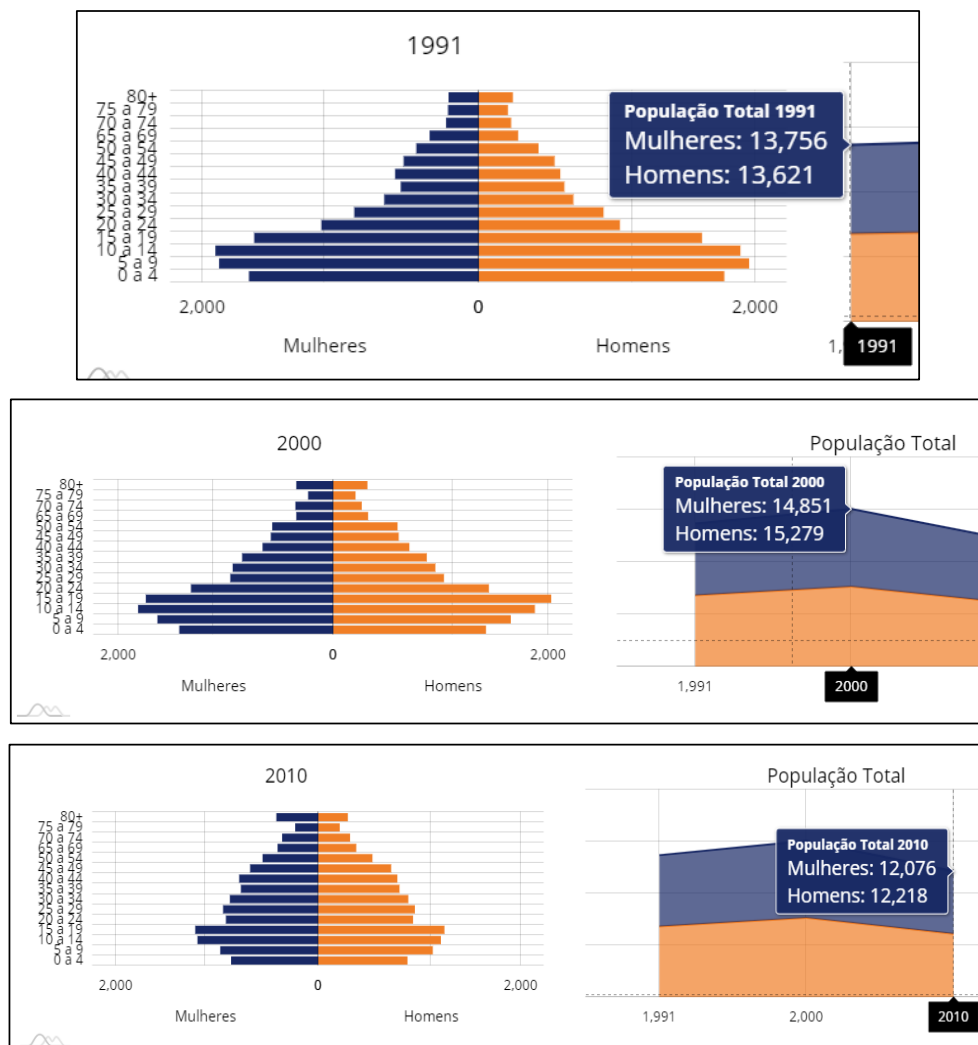 1991
80+
75 a 79
70 a 74
65 a 69
50 a 54
45 a 49
40 a 44
35 a 39
30 a 34
25 a 29
20 a 24
15 a 19
10 a 14
5 a 9
0 a 4
2,000 0 2,000
Mulheres Homens
População Total 1991
Mulheres: 13,756
Homens: 13,621
1, 1991
2000
80+
75 a 79
70 a 74
65 a 69
50 a 54
45 a 49
40 a 44
35 a 39
30 a 34
25 a 29
20 a 24
15 a 19
10 a 14
5 a 9
0 a 4
2,000 0 2,000
Mulheres Homens
População Total
População Total 2000
Mulheres: 14,851
Homens: 15,279
1,991 2000
2010
80+
75 a 79
70 a 74
65 a 69
50 a 54
45 a 49
40 a 44
35 a 39
30 a 34
25 a 29
20 a 24
15 a 19
10 a 14
5 a 9
0 a 4
2,000 0 2,000
Mulheres Homens
População Total
População Total 2010
Mulheres: 12,076
Homens: 12,218
1,991 2,000 2010